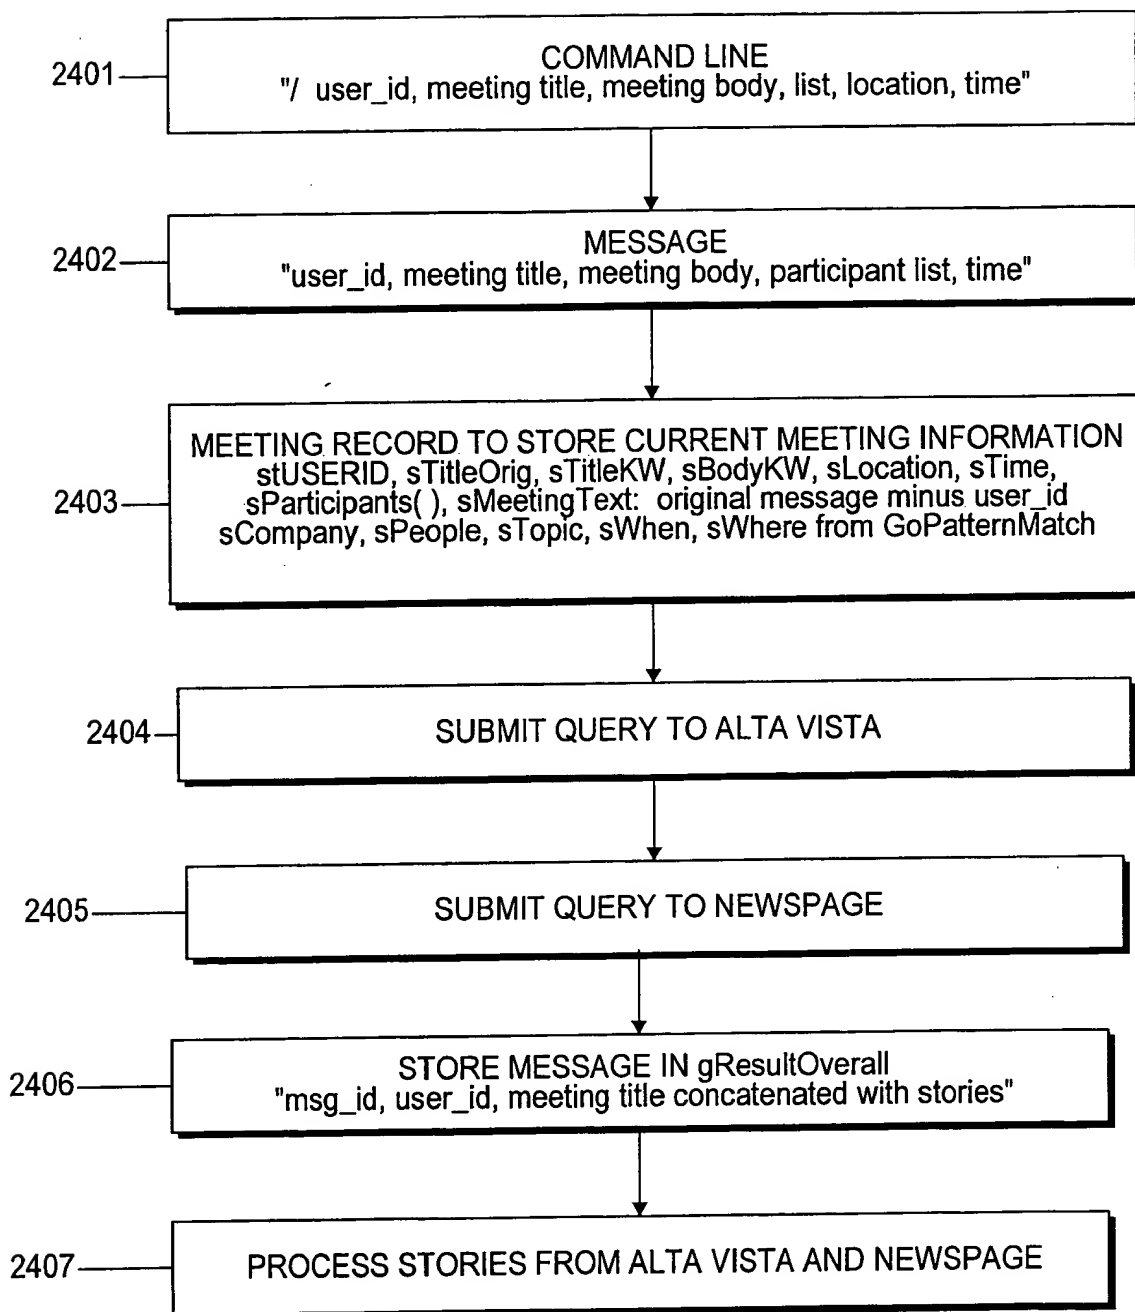 2401
COMMAND LINE
"/ user_id, meeting title, meeting body, list, location, time"
2402
MESSAGE
"user_id, meeting title, meeting body, participant list, time"
2403
MEETING RECORD TO STORE CURRENT MEETING INFORMATION
stUSERID, sTitleOrig, sTitleKW, sBodyKW, sLocation, sTime,
sParticipants( ), sMeetingText: original message minus user_id
sCompany, sPeople, sTopic, sWhen, sWhere from GoPatternMatch
2404
SUBMIT QUERY TO ALTA VISTA
2405
SUBMIT QUERY TO NEWSPAGE
2406
STORE MESSAGE IN gResultOverall
"msg_id, user_id, meeting title concatenated with stories"
2407
PROCESS STORIES FROM ALTA VISTA AND NEWSPAGE